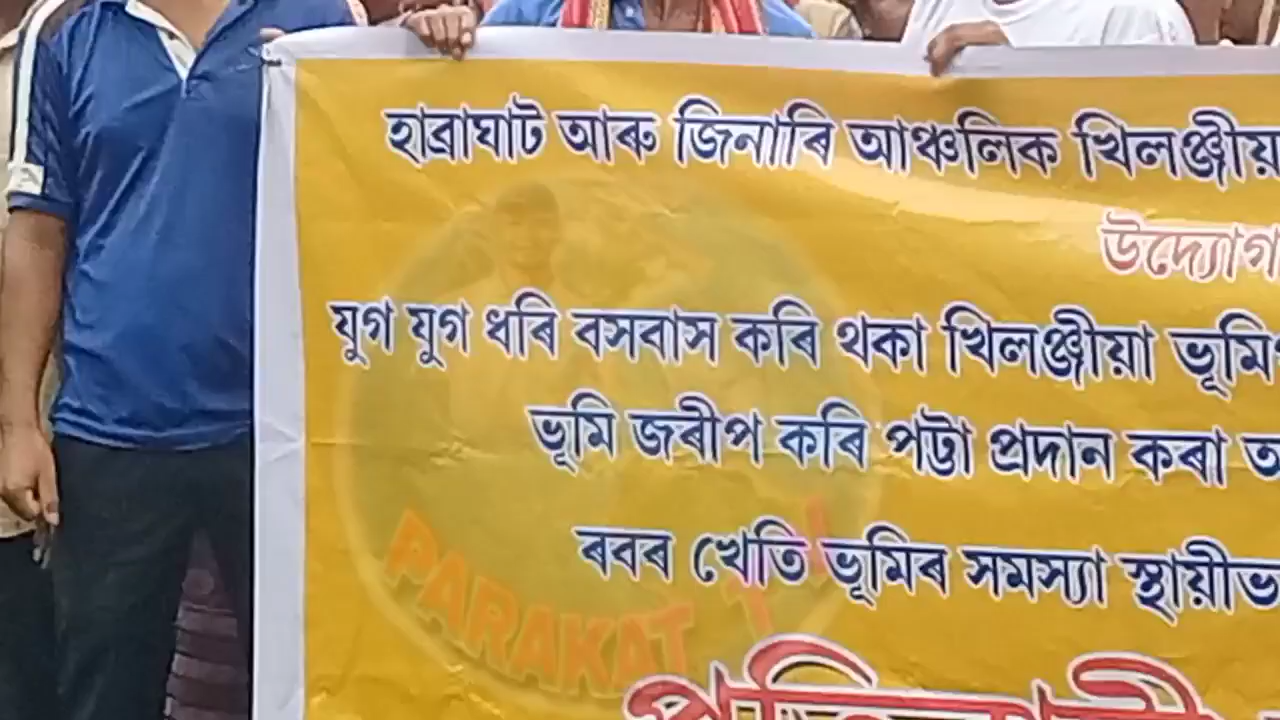 হাব্ৰাঘাট আৰু জিনাৰি আঞ্চলিক খিলঞ্জীয়
উদ্যোগ
যুগ যুগ ধৰি বসবাস কৰি থকা খিলঞ্জীয়া ভূমি
ভূমি জৰীপ কৰি পট্টা প্ৰদান কৰা ত
ৰবৰ খেতি ভূমিৰ সমস্যা স্থায়ীভ
PARAKAT